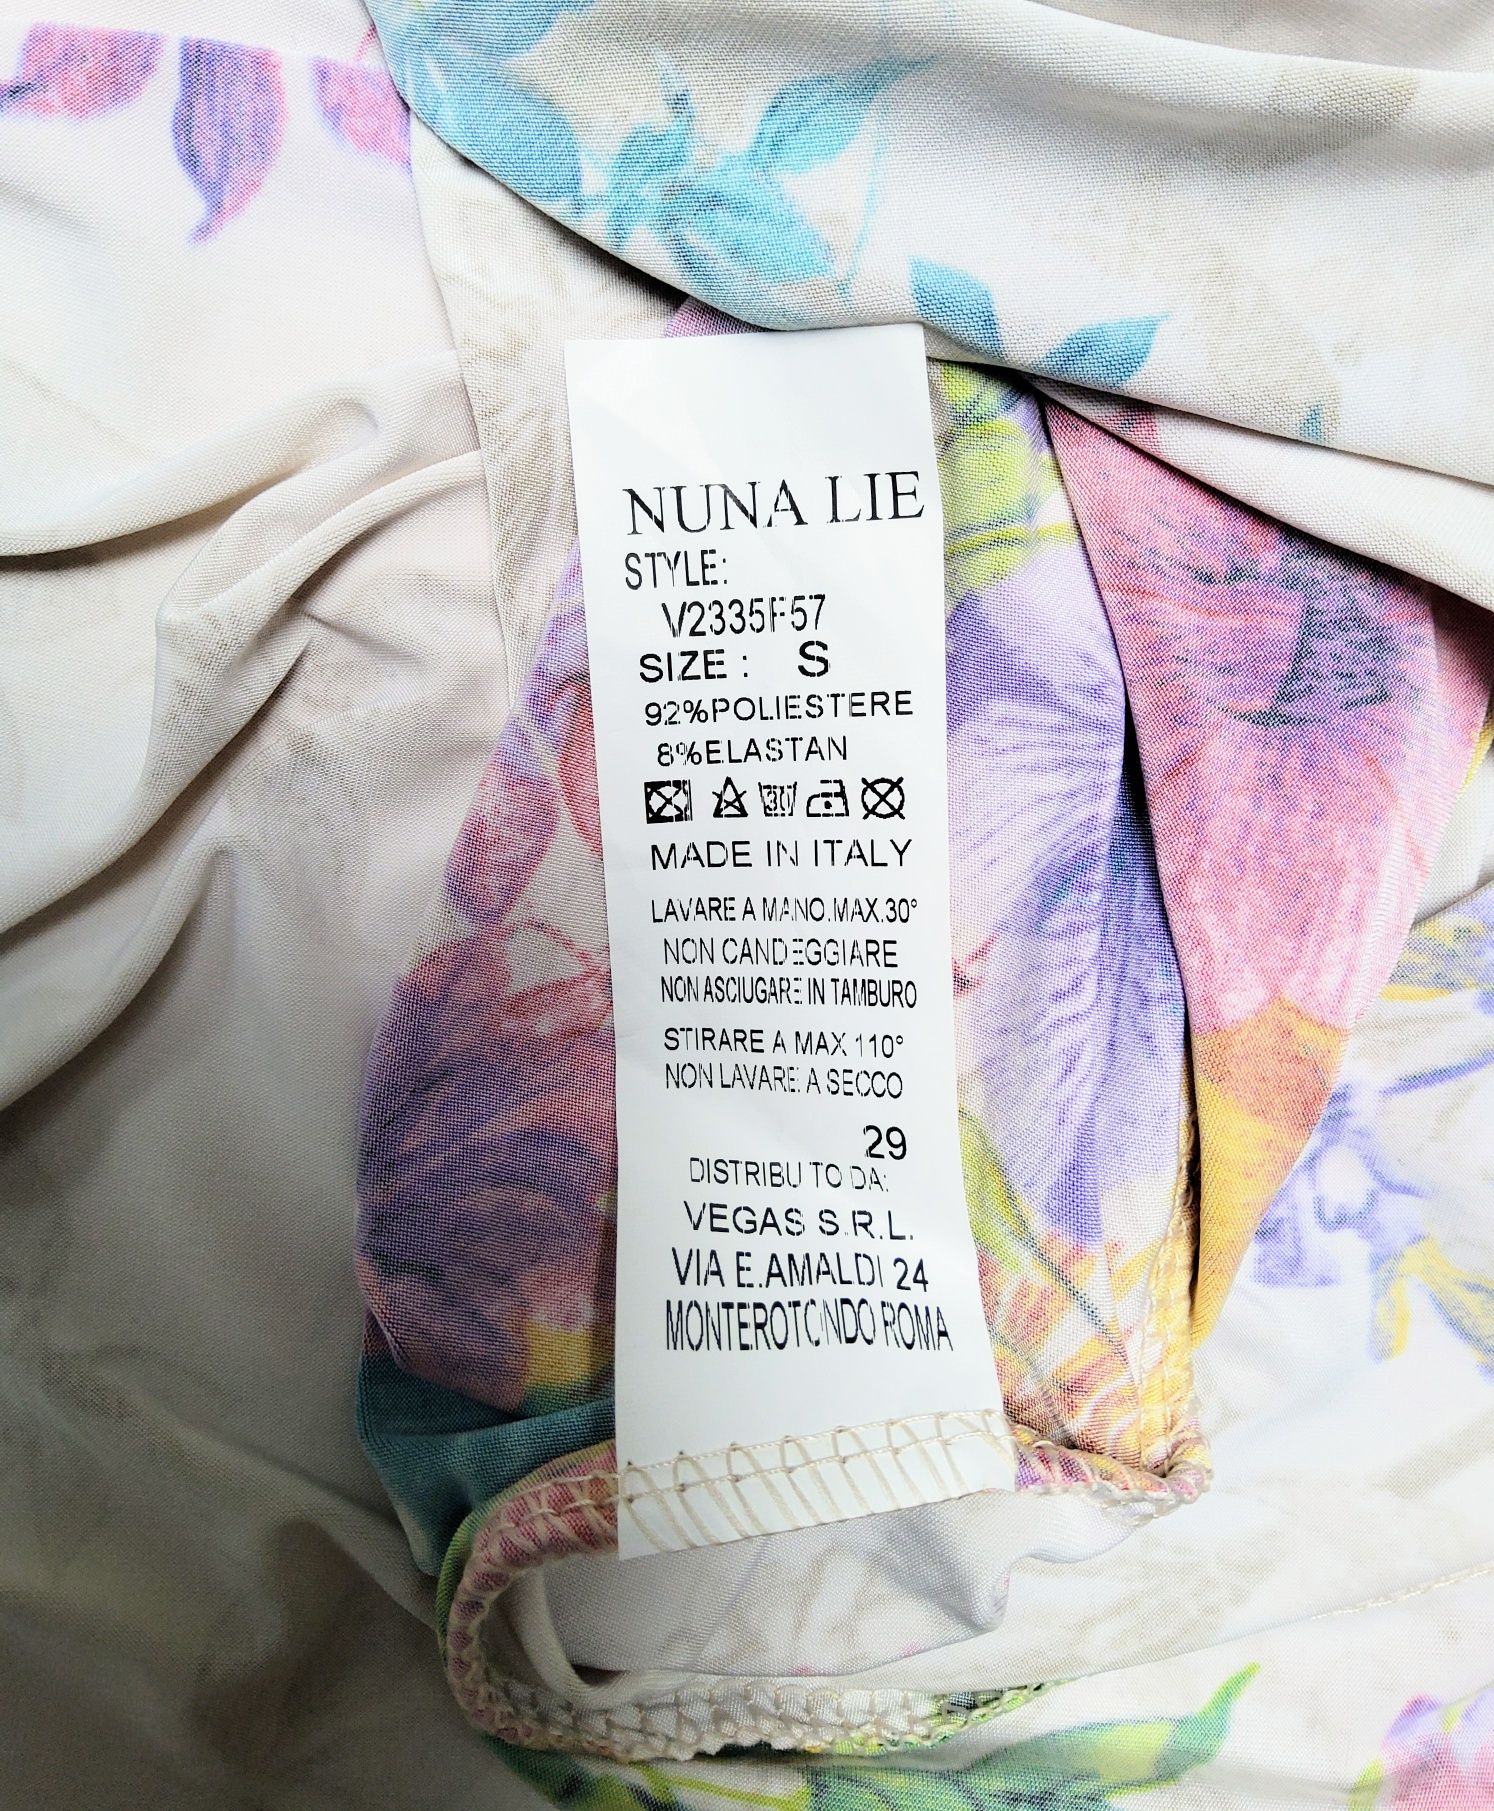 NUNA LIE
STYLE:
V2335F57
SIZE : S
92%POLIESTERE
8%ELASTAN
30
MADE IN ITALY
LAVARE A MANO.MAX.30°
NON CANDEGGIARE
NON ASCIUGARE IN TAMBURO
STIRARE A MAX 110°
NON LAVARE A SECCO
29
DISTRIBUTO DA:
VEGAS S.R.L.
VIA E.AMALDI 24
MONTEROTONDO ROMA